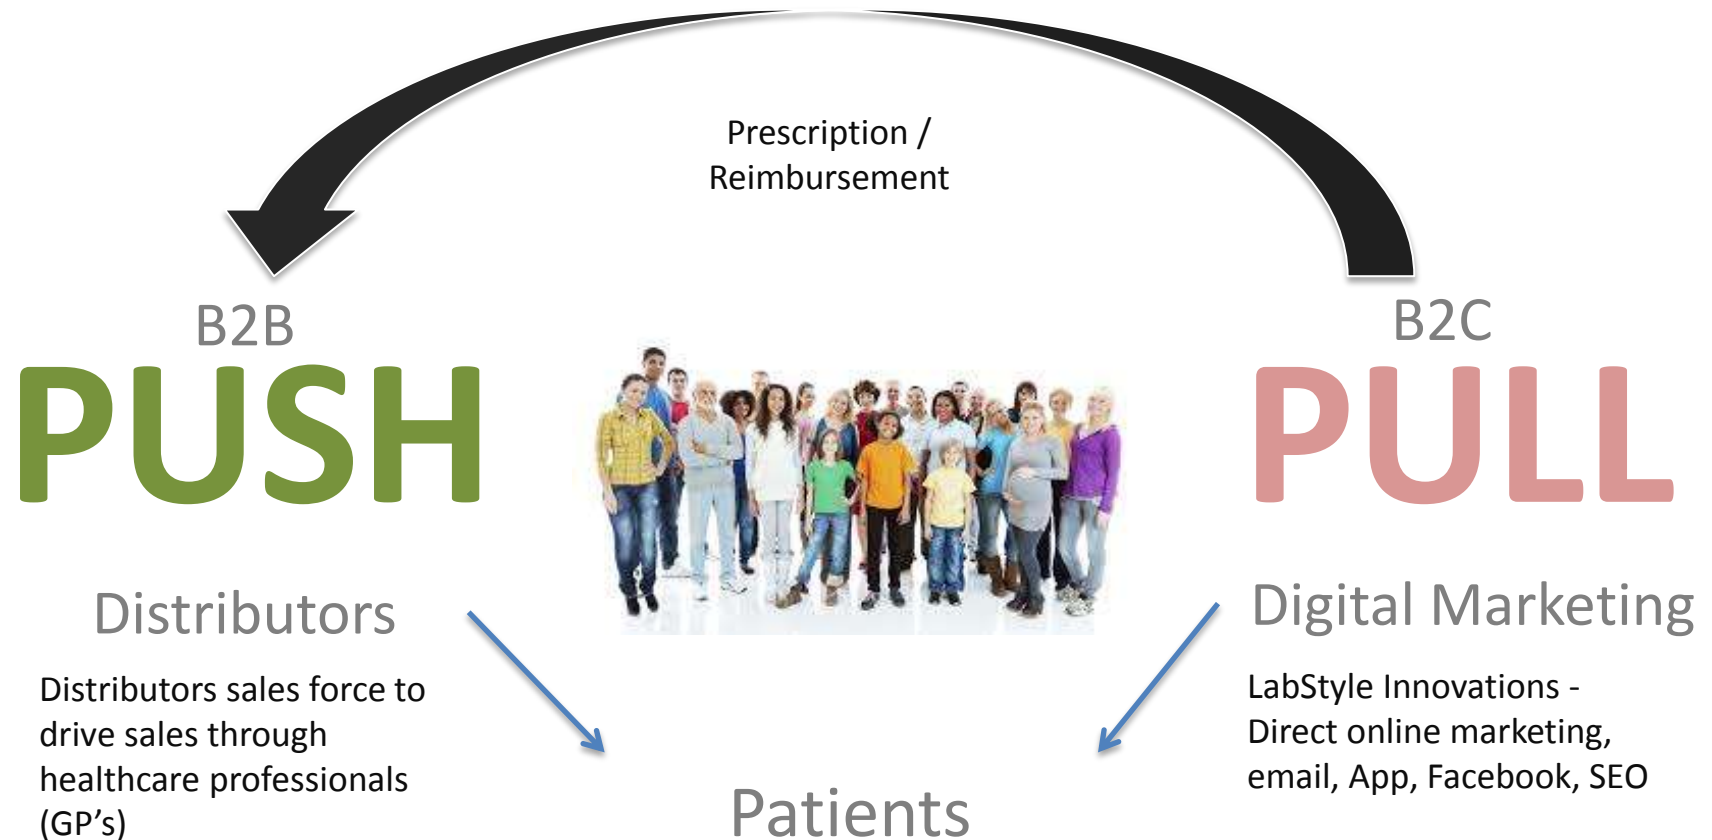 Prescription /
Reimbursement
B2B
PUSH
Distributors
Distributors sales force to
drive sales through
healthcare professionals
(GP's)
B2C
PULL
Digital Marketing
LabStyle Innovations -
Direct online marketing,
email, App, Facebook, SEO
Patients